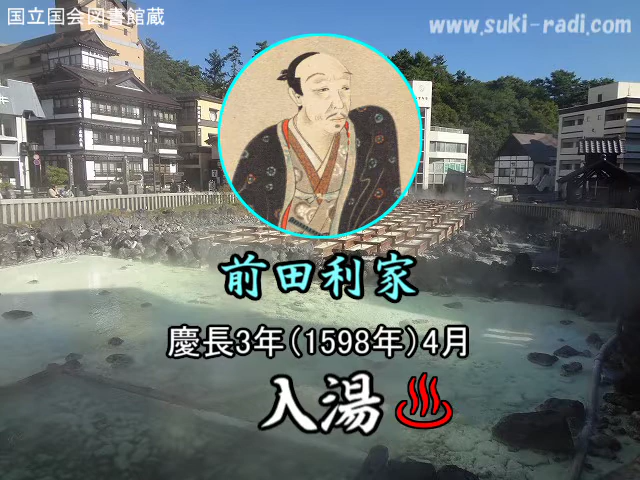 国立国会図書館蔵
www.suki-radi.com
前田利家
慶長3年(1598年)4月
入湯♨